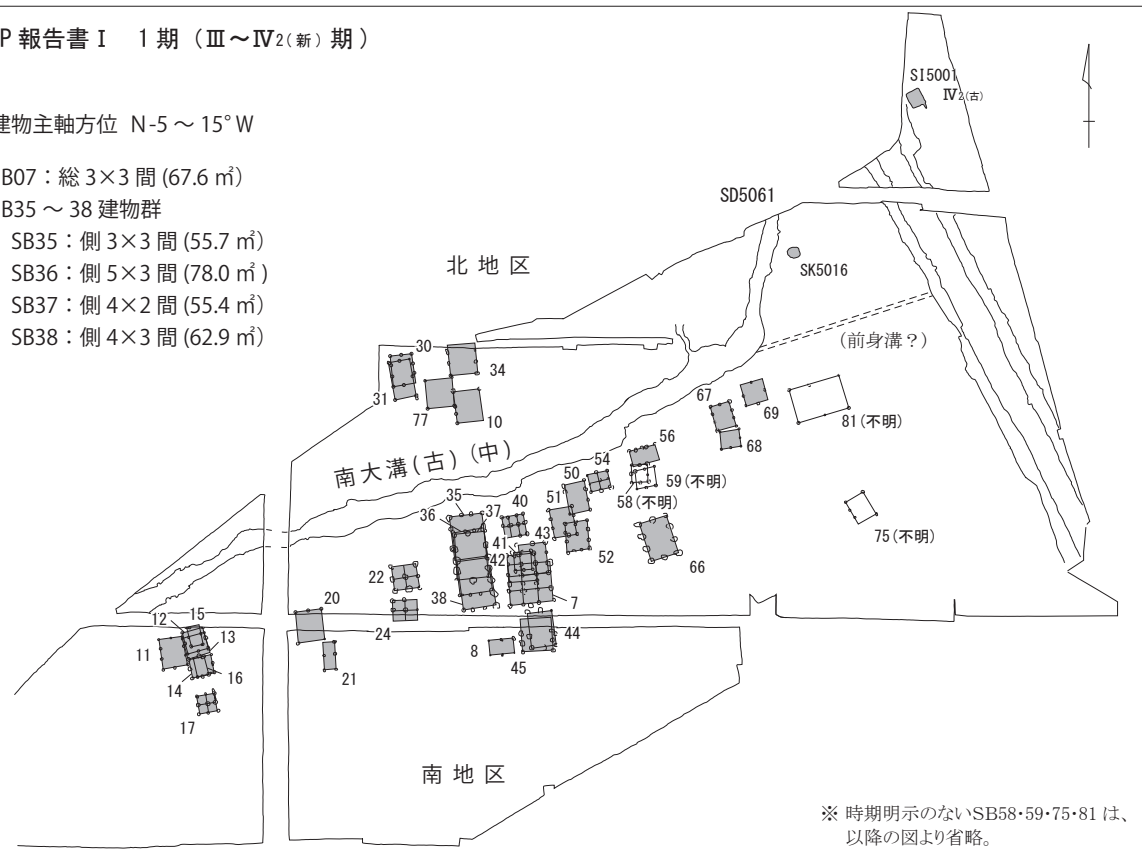 P 報告書 I　1 期（Ⅲ～Ⅳ2(新) 期）
建物主軸方位 N-5 ～ 15° W
B07：総 3×3 間 (67.6 ㎡)
B35 ～ 38 建物群
SB35：側 3×3 間 (55.7 ㎡)
SB36：側 5×3 間 (78.0 ㎡)
SB37：側 4×2 間 (55.4 ㎡)
SB38：側 4×3 間 (62.9 ㎡)
SI5001
Ⅳ2(古)
SD5061
SK5016
北 地 区
(前身溝？)
30
34
31
77
10
67
69
81(不明)
68
南大溝(古)(中)
56
54
50
59(不明)
58(不明)
35
40
51
36
37
41
43
42
52
66
75(不明)
22
38
7
20
12
15
13
11
24
44
8
45
14
16
21
17
南 地 区
※ 時期明示のないSB58･59･75･81 は、
以降の図より省略。